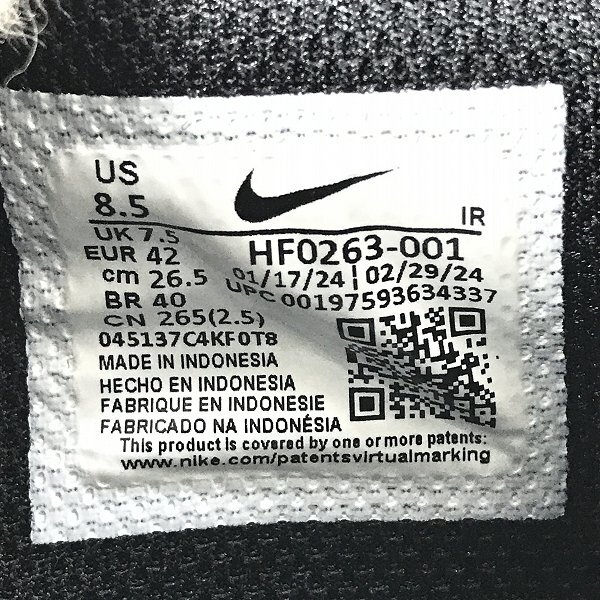 US
8.5
IR
UK 7.5
EUR 42
HF0263-001
cm 26.5
01/17/24 | 02/29/24
BR 40
UPC 00197593634337
CN 265(2.5)
045137C4KF0T8
MADE IN INDONESIA
HECHO EN INDONESIA
FABRIQUE EN INDONESIE
FABRICADO NA INDONÉSIA
This product is covered by one or more patents:
www.nike.com/patentsvirtualmarking